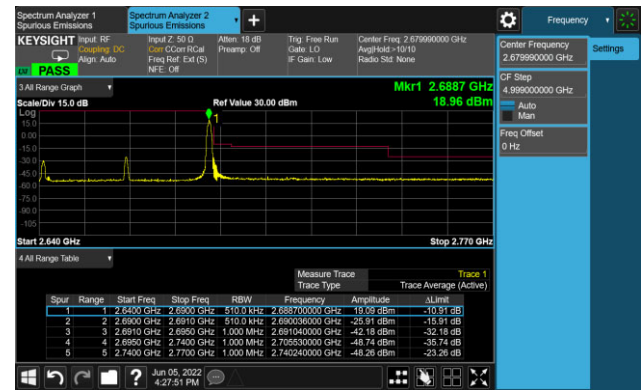 Spectrum Analyzer 1
Spurious Emissions
Spectrum Analyzer 2
Spurious Emissions
Frequency
KEYSIGHT
Input: RF
Coupling: DC
Align: Auto
Input Z: 50 Ω
Corr CCorr RCal
Freq Ref: Ext (S)
NFE: Off
Atten: 18 dB
Preamp: Off
Trig: Free Run
Gate: LO
IF Gain: Low
Center Freq: 2.679990000 GHz
Avg|Hold:>10/10
Radio Std: None
PASS
Center Frequency
2.679990000 GHz
Settings
CF Step
4.999000000 GHz
Auto
Man
Freq Offset
0 Hz
3 All Range Graph
Mkr1 2.6887 GHz
Scale/Div 15.0 dB
Ref Value 30.00 dBm
18.96 dBm
Log
15.0
0.00
-15.0
-30.0
-45.0
-60.0
-75.0
-90.0
-105
1
Start 2.640 GHz
Stop 2.770 GHz
4 All Range Table
Measure Trace Trace 1
Trace Type Trace Average (Active)
Spur Range Start Freq Stop Freq RBW Frequency Amplitude ΔLimit
1 1 2.6400 GHz 2.6900 GHz 510.0 kHz 2.688700000 GHz 19.09 dBm -10.91 dB
2 2 2.6900 GHz 2.6910 GHz 510.0 kHz 2.690036000 GHz -25.91 dBm -15.91 dB
3 3 2.6910 GHz 2.6950 GHz 1.000 MHz 2.691040000 GHz -42.18 dBm -32.18 dB
4 4 2.6950 GHz 2.7400 GHz 1.000 MHz 2.705530000 GHz -48.74 dBm -35.74 dB
5 5 2.7400 GHz 2.7700 GHz 1.000 MHz 2.740240000 GHz -48.26 dBm -23.26 dB
Jun 05, 2022
4:27:51 PM